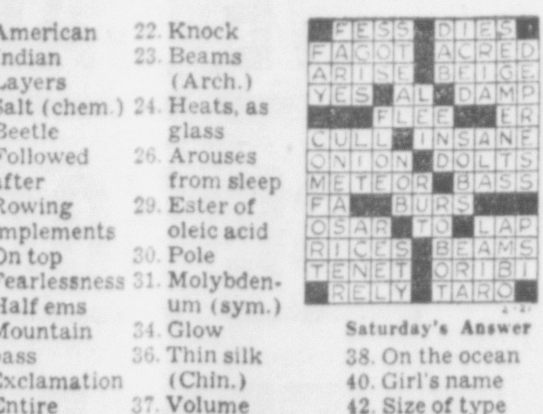 American
Indian
Layers
Salt (chem.)
Beetle
Followed
after
Rowing
implements
On top
Fearlessness
Half ems
Mountain
pass
Exclamation
Entire
22. Knock
23. Beams
(Arch.)
24. Heats, as
glass
26. Arouses
from sleep
29. Ester of
oleic acid
30. Pole
31. Molybden-
um (sym.)
34. Glow
36. Thin silk
(Chin.)
37. Volume
FESS DIES
FAGOT ACRED
ARISE BEIGE
YES AL DAMP
FLEE ER
CULL INSANE
ONION DOLTS
METEOR BASS
FA BURS
OSAR TO LAP
RICES BEAMS
TENET ORIBI
RELY TARO
Saturday's Answer
38. On the ocean
40. Girl's name
42. Size of type